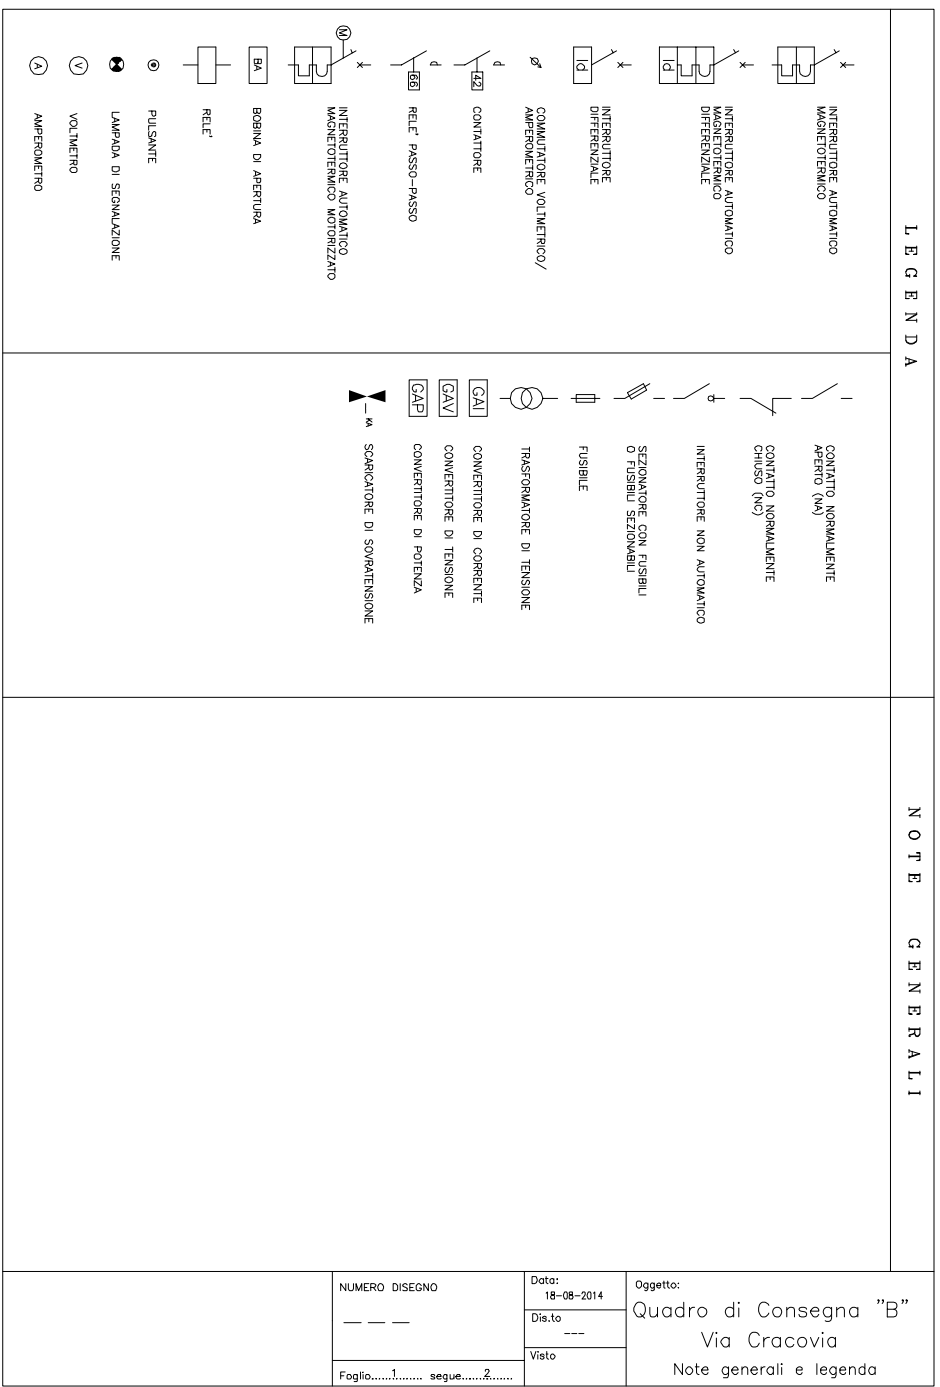 LEGENDA
INTERRUTTORE AUTOMATICO
MAGNETOTERMICO
Id
INTERRUTTORE AUTOMATICO
MAGNETOTERMICO
DIFFERENZIALE
Id
INTERRUTTORE
DIFFERENZIALE
COMMUTATORE VOLTMETRICO/
AMPEROMETRICO
42
CONTATTORE
66
RELE' PASSO-PASSO
M
INTERRUTTORE AUTOMATICO
MAGNETOTERMICO MOTORIZZATO
BA
BOBINA DI APERTURA
RELE'
PULSANTE
LAMPADA DI SEGNALAZIONE
V
VOLTMETRO
A
AMPEROMETRO
CONTATTO NORMALMENTE
APERTO (NA)
CONTATTO NORMALMENTE
CHIUSO (NC)
INTERRUTTORE NON AUTOMATICO
SEZIONATORE CON FUSIBILI
O FUSIBILI SEZIONABILI
FUSIBILE
TRASFORMATORE DI TENSIONE
GAI
CONVERTITORE DI CORRENTE
GAV
CONVERTITORE DI TENSIONE
GAP
CONVERTITORE DI POTENZA
KA
SCARICATORE DI SOVRATENSIONE
NOTE GENERALI
NUMERO DISEGNO
— — —
Foglio......1....... segue......2......
Data:
18-08-2014
Dis.to
---
Visto
Oggetto:
Quadro di Consegna "B"
Via Cracovia
Note generali e legenda